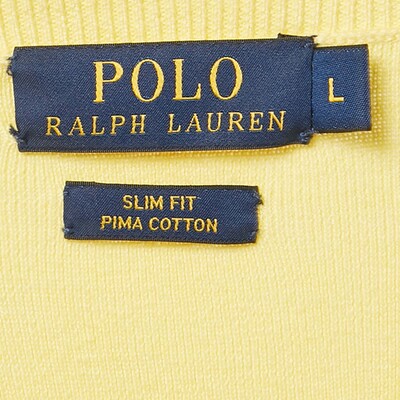 POLO
RALPH LAUREN
L
SLIM FIT
PIMA COTTON